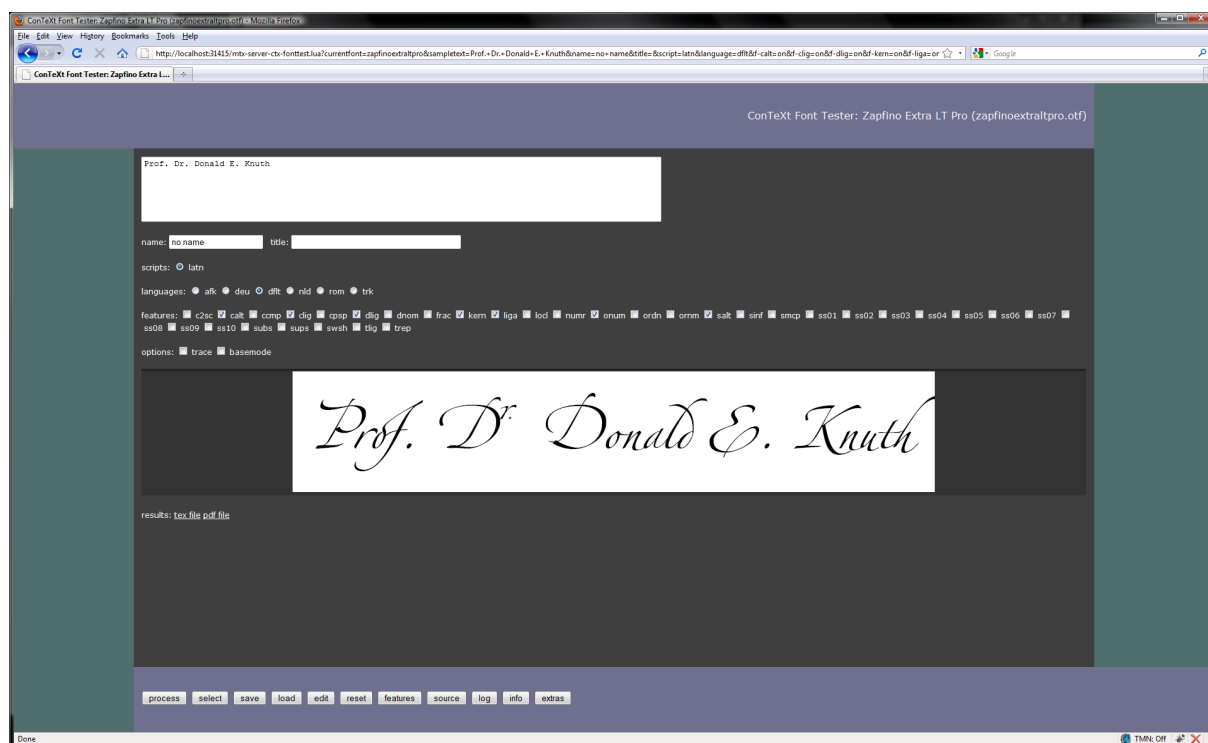 ConTeXt Font Tester: Zapfino Extra LT Pro (zapfinoextraltpro.otf) - Mozilla Firefox
File Edit View History Bookmarks Tools Help
http://localhost:31415/mtx-server-ctx-fonttest.lua?currentfont=zapfinoextraltpro&sampletext=Prof.+Dr.+Donald+E.+Knuth&name=no+name&title=&script=latn&language=dflt&f-calt=on&f-clig=on&f-dlig=on&f-kern=on&f-liga=or Google
ConTeXt Font Tester: Zapfino Extra L...
ConTeXt Font Tester: Zapfino Extra LT Pro (zapfinoextraltpro.otf)
Prof. Dr. Donald E. Knuth
name: no name title:
scripts: latn
languages: afk deu dflt nld rom trk
features: c2sc calt ccmp clig cpsp dlig dnom frac kern liga locl numr onum ordn ornm salt sinf smcp ss01 ss02 ss03 ss04 ss05 ss06 ss07
ss08 ss09 ss10 subs sups swsh tlig trep
options: trace basemode
Prof. Dr. Donald E. Knuth
results: tex file pdf file
process select save load edit reset features source log info extras
Done TMN: Off